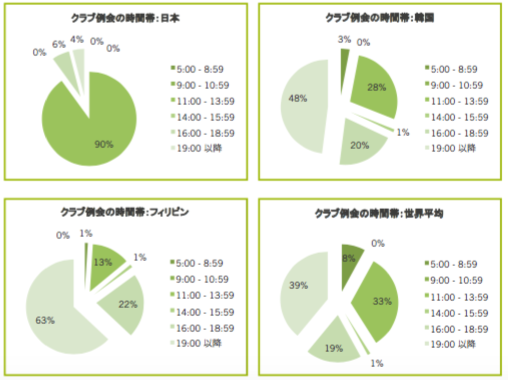 クラブ例会の時間帯：日本
4%
0%
6%
0%
0%
90%
5:00 - 8:59
9:00 - 10:59
11:00 - 13:59
14:00 - 15:59
16:00 - 18:59
19:00 以降
クラブ例会の時間帯：韓国
3%
0%
28%
1%
20%
48%
5:00 - 8:59
9:00 - 10:59
11:00 - 13:59
14:00 - 15:59
16:00 - 18:59
19:00 以降
クラブ例会の時間帯：フィリピン
0%
1%
13%
1%
22%
63%
5:00 - 8:59
9:00 - 10:59
11:00 - 13:59
14:00 - 15:59
16:00 - 18:59
19:00 以降
クラブ例会の時間帯：世界平均
8%
0%
33%
1%
19%
39%
5:00 - 8:59
9:00 - 10:59
11:00 - 13:59
14:00 - 15:59
16:00 - 18:59
19:00 以降